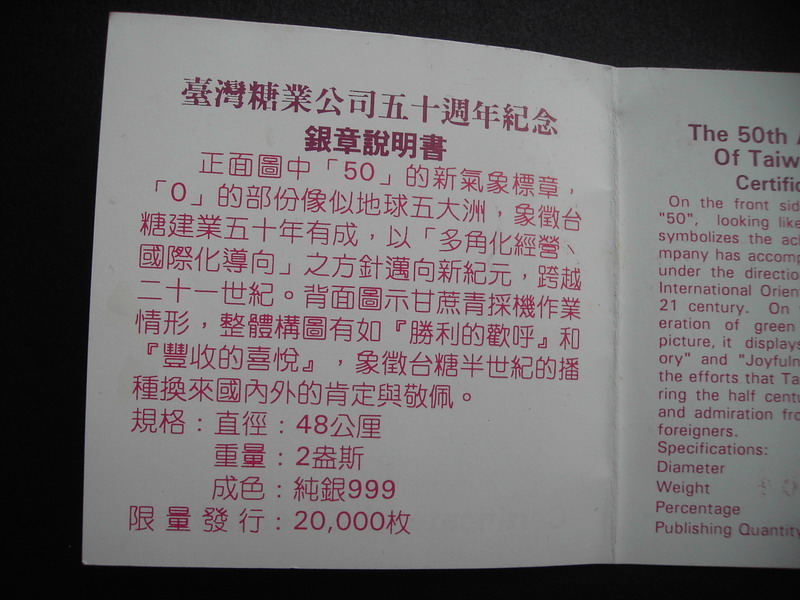 臺灣糖業公司五十週年紀念
銀章說明書
正面圖中「50」的新氣象標章，
「0」的部份像似地球五大洲，象徵台
糖建業五十年有成，以「多角化經營、
國際化導向」之方針邁向新紀元，跨越
二十一世紀。背面圖示甘蔗青採機作業
情形，整體構圖有如『勝利的歡呼』和
『豐收的喜悅』，象徵台糖半世紀的播
種換來國內外的肯定與敬佩。
規格：直徑：48公厘
重量：2盎斯
成色：純銀999
限量發行：20,000枚
The 50th
Of Taiw
Certific
On the front sid
"50", looking like
symbolizes the ac
mpany has accomp
under the direction
International Orien
21 century. On
eration of green
picture, it displays
ory" and "Joyfuln
the efforts that Ta
ring the half centu
and admiration fro
foreigners.
Specifications:
Diameter
Weight
Percentage
Publishing Quantity